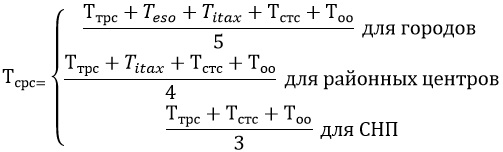 Т_трс + T_eso + T_itax + Т_стс + Т_оо
5
для городов
Т_срс=
Т_трс + T_itax + Т_стс + Т_оо
4
для районных центров
Т_трс + Т_стс + Т_оо
3
для СНП